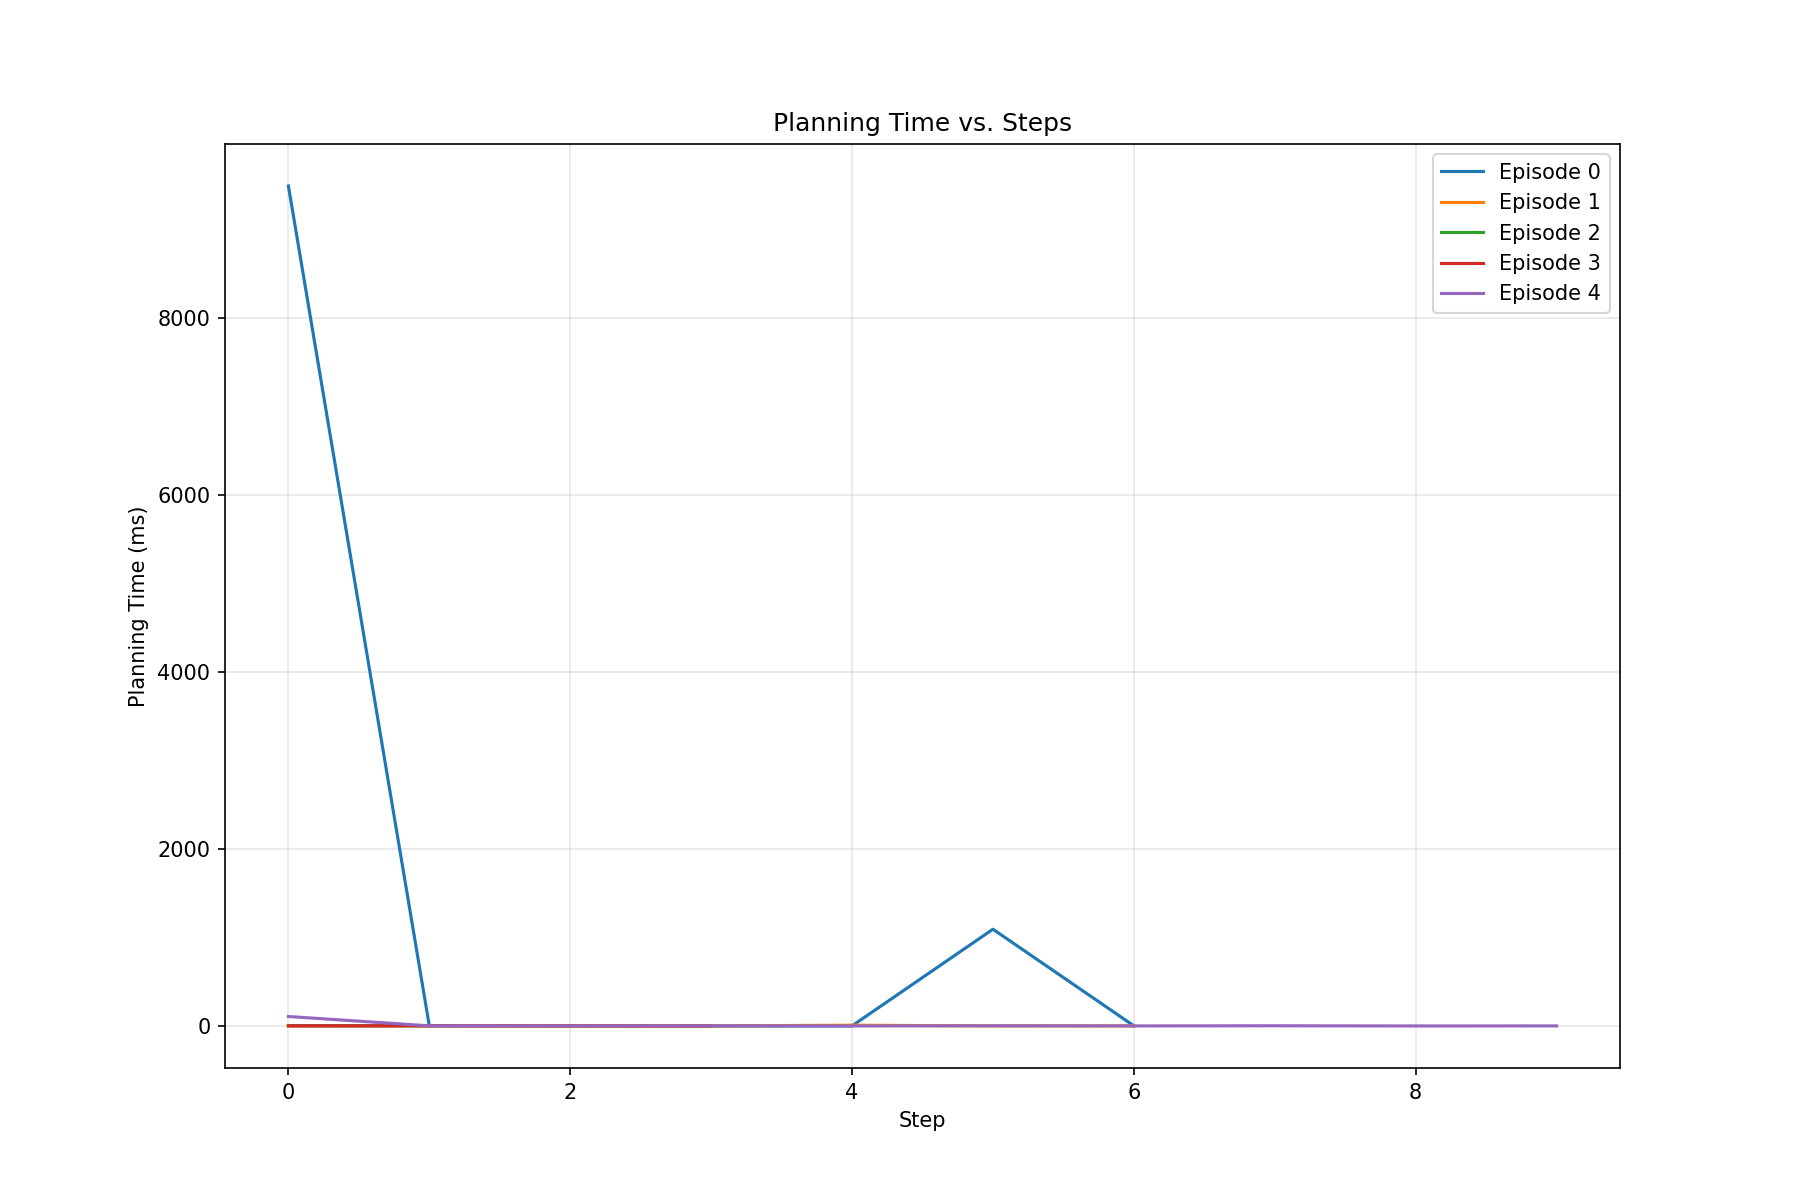 Planning Time vs. Steps
Episode 0
Episode 1
Episode 2
Episode 3
Episode 4
Planning Time (ms)
8000
6000
4000
2000
0
0 2 4 6 8
Step